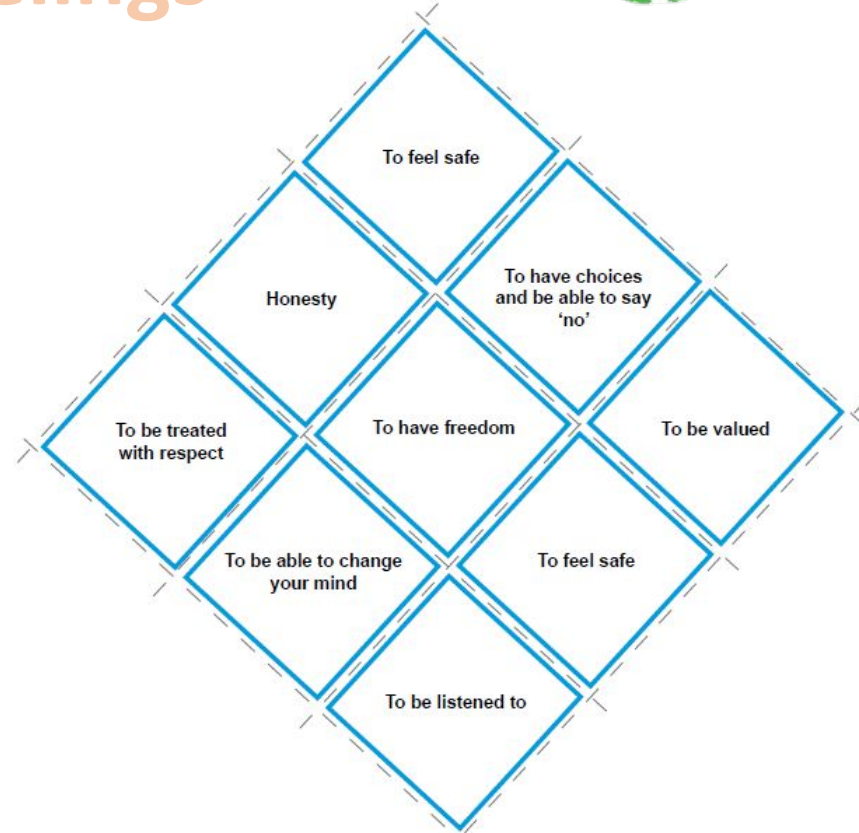 To feel safe
Honesty
To have choices
and be able to say
‘no’
To be treated
with respect
To have freedom
To be valued
To be able to change
your mind
To feel safe
To be listened to